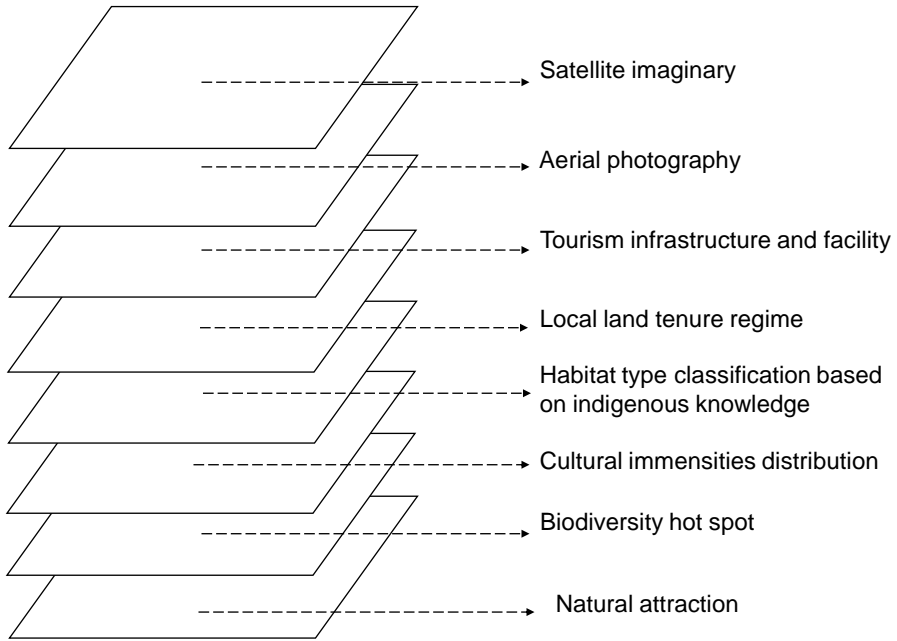 Satellite imaginary
Aerial photography
Tourism infrastructure and facility
Local land tenure regime
Habitat type classification based
on indigenous knowledge
Cultural immensities distribution
Biodiversity hot spot
Natural attraction